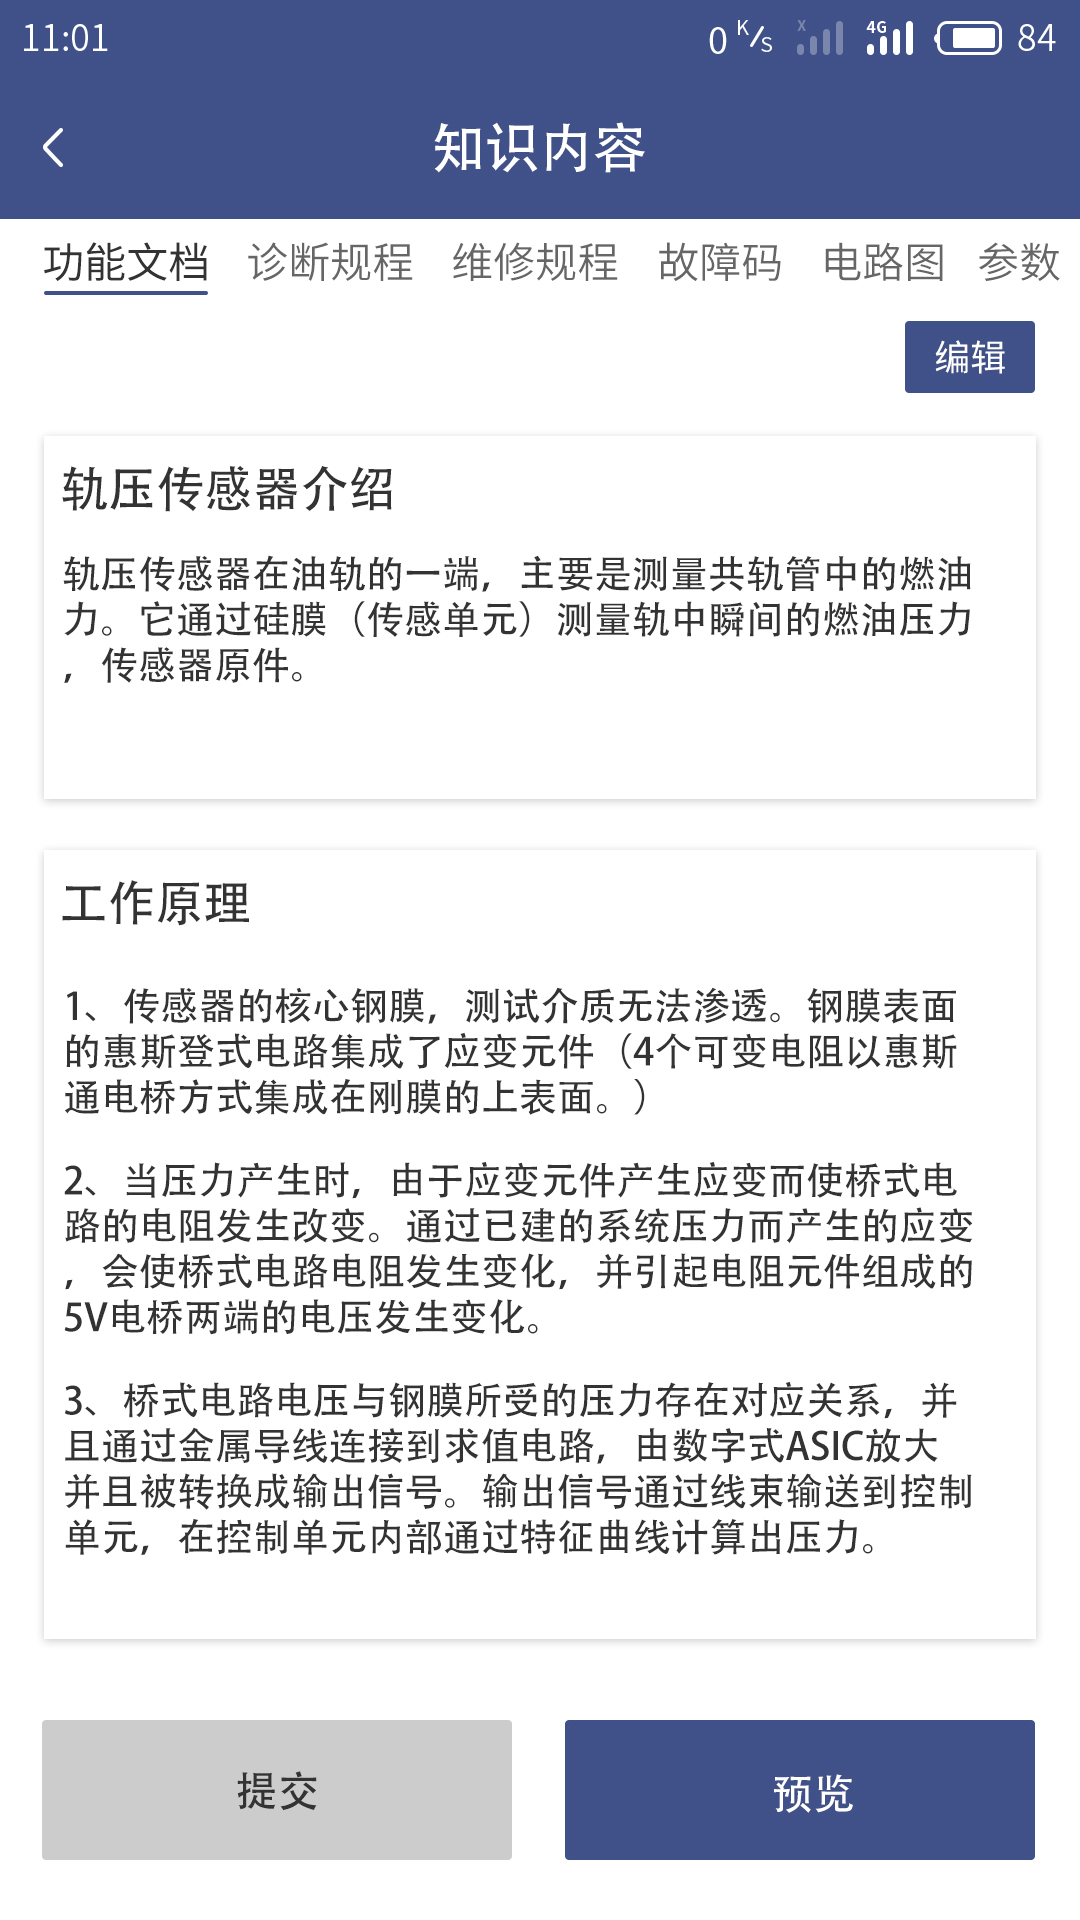 11:01
0 K/s
X
4G
84
知识内容
功能文档 诊断规程 维修规程 故障码 电路图 参数
编辑
轨压传感器介绍
轨压传感器在油轨的一端，主要是测量共轨管中的燃油
力。它通过硅膜（传感单元）测量轨中瞬间的燃油压力
，传感器原件。
工作原理
1、传感器的核心钢膜，测试介质无法渗透。钢膜表面
的惠斯登式电路集成了应变元件（4个可变电阻以惠斯
通电桥方式集成在刚膜的上表面。）
2、当压力产生时，由于应变元件产生应变而使桥式电
路的电阻发生改变。通过已建的系统压力而产生的应变
，会使桥式电路电阻发生变化，并引起电阻元件组成的
5V电桥两端的电压发生变化。
3、桥式电路电压与钢膜所受的压力存在对应关系，并
且通过金属导线连接到求值电路，由数字式ASIC放大
并且被转换成输出信号。输出信号通过线束输送到控制
单元，在控制单元内部通过特征曲线计算出压力。
提交
预览